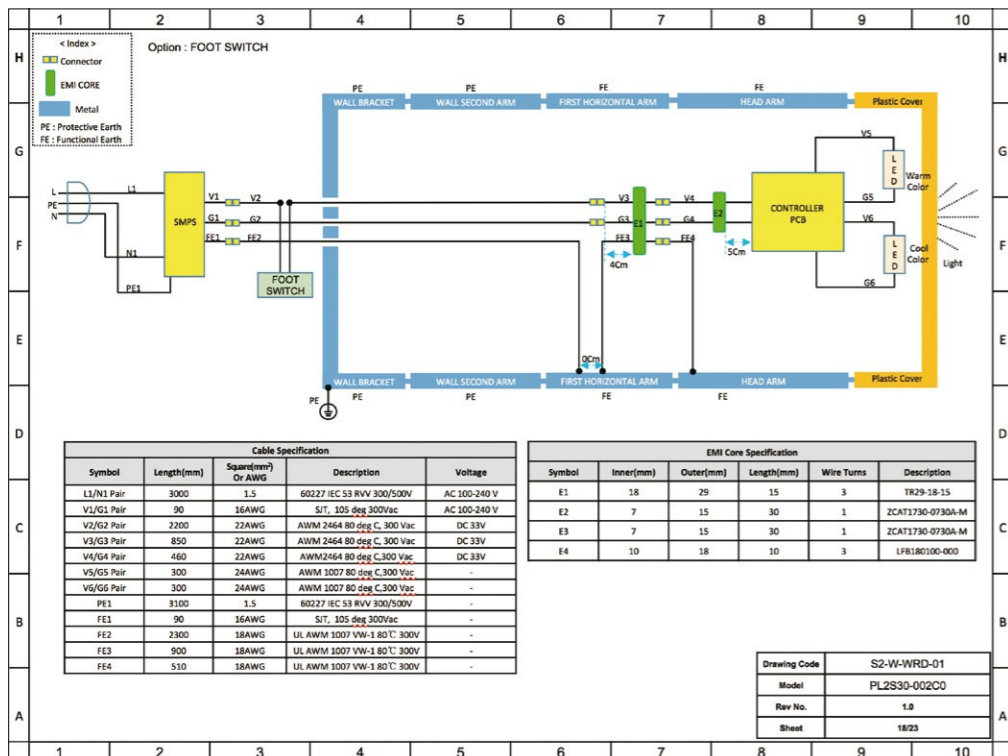 1 2 3 4 5 6 7 8 9 10
H H
< Index >
Connector
EMI CORE
Metal
PE : Protective Earth
FE : Functional Earth
Option : FOOT SWITCH
PE PE FE FE
WALL BRACKET WALL SECOND ARM FIRST HORIZONTAL ARM HEAD ARM Plastic Cover
G G
V5
LED
Warm
Color
G5
L L1
PE
N
SMPS
V1 V2 V3 V4
G1 G2 G3 G4
FE1 FE2 FE3 FE4
E1
E2
CONTROLLER
PCB
V6
LED
Cool
Color
G6
Light
F F
N1
PE1
4Cm
5Cm
FOOT
SWITCH
E E
0Cm
WALL BRACKET WALL SECOND ARM FIRST HORIZONTAL ARM HEAD ARM Plastic Cover
PE PE FE FE
PE
D D
Cable Specification
Symbol Length(mm) Square(mm²) Or AWG Description Voltage
L1/N1 Pair 3000 1.5 60227 IEC 53 RVV 300/500V AC 100-240 V
V1/G1 Pair 90 16AWG SJT, 105 deg 300Vac AC 100-240 V
V2/G2 Pair 2200 22AWG AWM 2464 80 deg C, 300 Vac DC 33V
V3/G3 Pair 850 22AWG AWM 2464 80 deg C, 300 Vac DC 33V
V4/G4 Pair 460 22AWG AWM2464 80 deg C,300 Vac DC 33V
V5/G5 Pair 300 24AWG AWM 1007 80 deg C,300 Vac -
V6/G6 Pair 300 24AWG AWM 1007 80 deg C,300 Vac -
PE1 3100 1.5 60227 IEC 53 RVV 300/500V -
FE1 90 16AWG SJT, 105 deg 300Vac -
FE2 2300 18AWG UL AWM 1007 VW-1 80℃ 300V -
FE3 900 18AWG UL AWM 1007 VW-1 80℃ 300V -
FE4 510 18AWG UL AWM 1007 VW-1 80℃ 300V -
EMI Core Specification
Symbol Inner(mm) Outer(mm) Length(mm) Wire Turns Description
E1 18 29 15 3 TR29-18-15
E2 7 15 30 1 ZCAT1730-0730A-M
E3 7 15 30 1 ZCAT1730-0730A-M
E4 10 18 10 3 LFB180100-000
C C
B B
Drawing Code S2-W-WRD-01
Model PL2S30-002C0
Rev No. 1.0
Sheet 18/23
A A
1 2 3 4 5 6 7 8 9 10